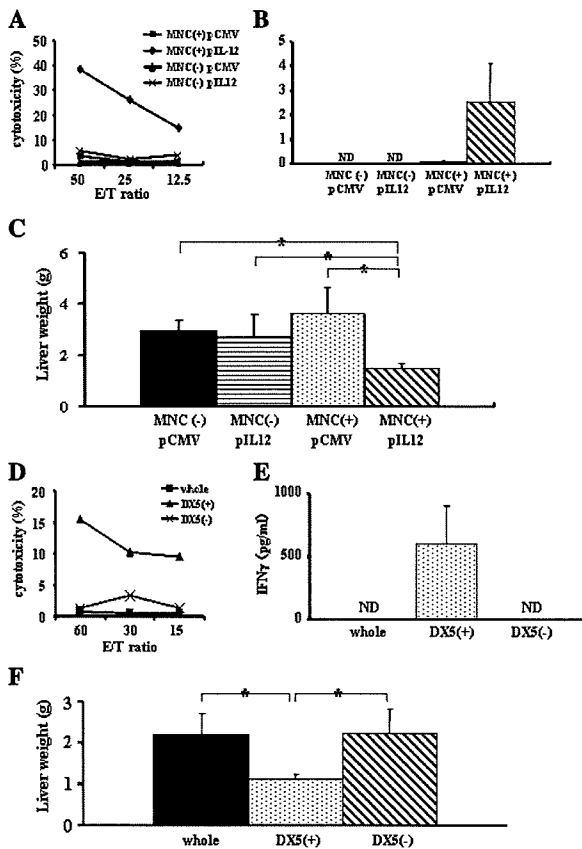 A
MNC(+) pCMV
MNC(+) pIL-12
MNC(-) pCMV
MNC(-) pIL12
cytotoxicity (%)
50
40
30
20
10
0
50 25 12.5
E/T ratio
B
5
4
3
2
1
0
ND ND
MNC (-) MNC(-) MNC(+) MNC(+)
pCMV pIL12 pCMV pIL12
C
* * *
Liver weight (g)
6
4
2
0
MNC (-) MNC(-) MNC(+) MNC(+)
pCMV pIL12 pCMV pIL12
D
whole
DX5(+)
DX5(-)
cytotoxicity (%)
20
15
10
5
0
60 30 15
E/T ratio
E
IFNγ (pg/ml)
1000
500
0
ND ND
whole DX5(+) DX5(-)
F
* *
Liver weight (g)
3
2
1
0
whole DX5(+) DX5(-)